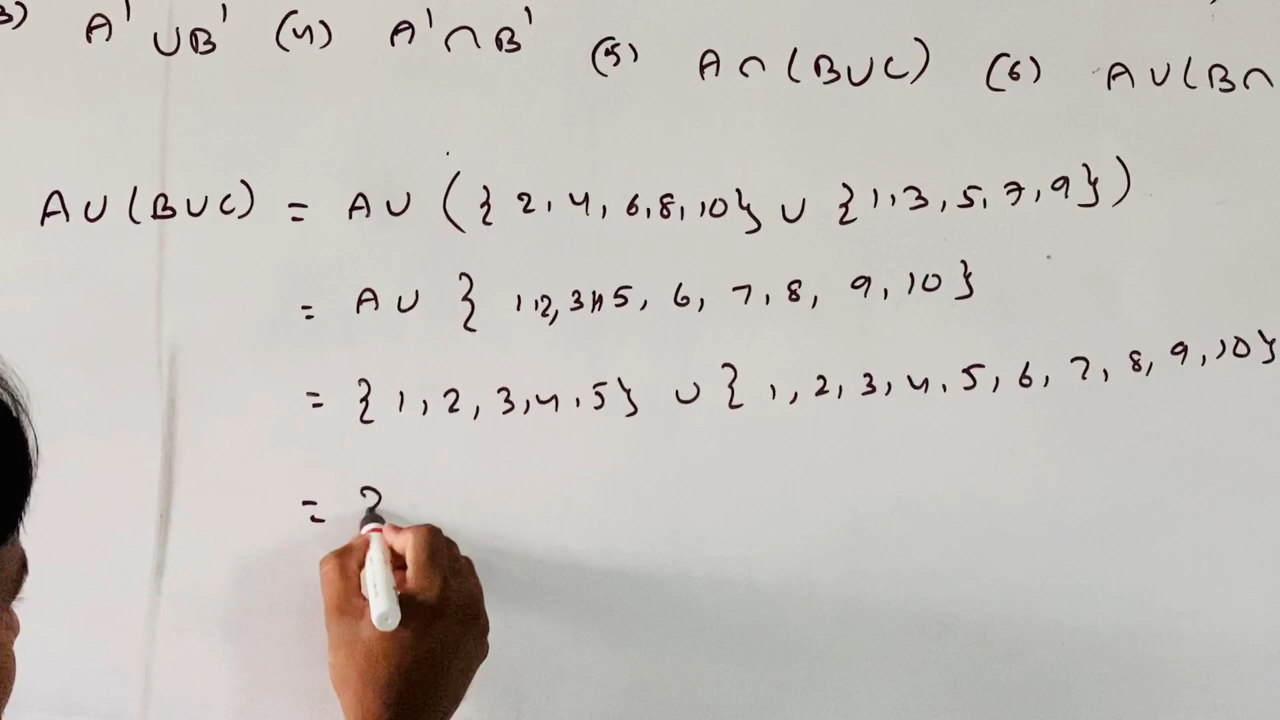 3) A' ∪B' (4) A'∩B' (5) A∩(B∪C) (6) A∪(B∩
A∪(B∪C) = A∪ ({2,4,6,8,10} ∪ {1,3,5,7,9})
= A∪ { 1,2,3,4,5, 6, 7, 8, 9, 10}
= {1, 2, 3, 4, 5} ∪ {1, 2, 3, 4, 5, 6, 7, 8, 9, 10}
=